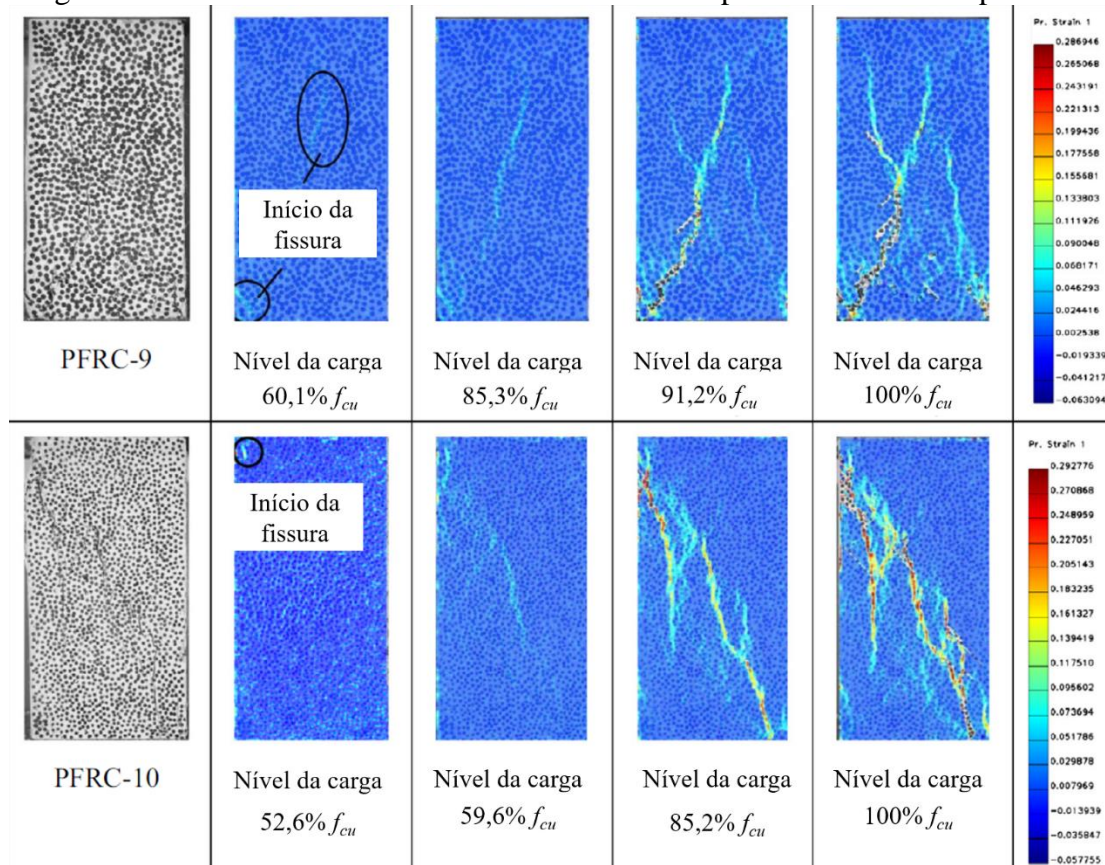 Pr. Strain 1
0.286946
0.265068
0.243191
0.221313
0.199436
0.177558
0.155681
0.133803
0.111926
0.090048
0.068171
0.046293
0.024416
0.002538
-0.019339
-0.041217
-0.063094
Início da
fissura
PFRC-9
Nível da carga
60,1% fcu
Nível da carga
85,3% fcu
Nível da carga
91,2% fcu
Nível da carga
100% fcu
Pr. Strain 1
0.292776
0.270868
0.248959
0.227051
0.205143
0.183235
0.161327
0.139419
0.117510
0.095602
0.073694
0.051786
0.029878
0.007969
-0.013939
-0.035847
-0.057755
Início da
fissura
PFRC-10
Nível da carga
52,6% fcu
Nível da carga
59,6% fcu
Nível da carga
85,2% fcu
Nível da carga
100% fcu